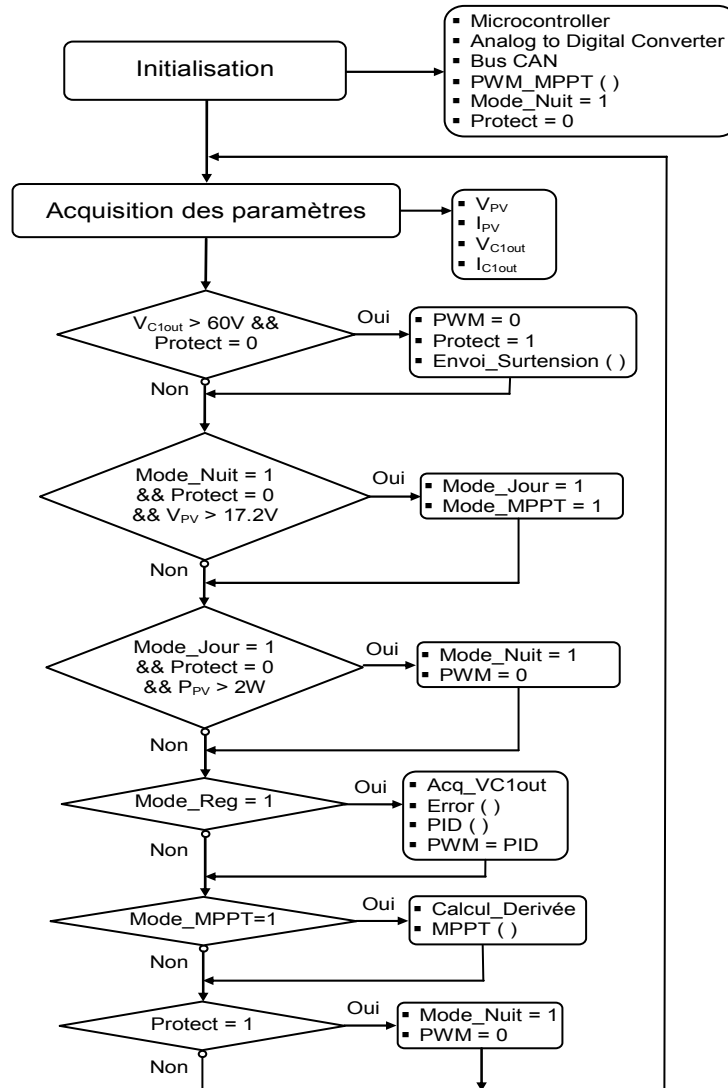 Initialisation
▪ Microcontroller
▪ Analog to Digital Converter
▪ Bus CAN
▪ PWM_MPPT ( )
▪ Mode_Nuit = 1
▪ Protect = 0
Acquisition des paramètres
▪ VPV
▪ IPV
▪ VC1out
▪ IC1out
VC1out > 60V &&
Protect = 0
Oui
▪ PWM = 0
▪ Protect = 1
▪ Envoi_Surtension ( )
Non
Mode_Nuit = 1
&& Protect = 0
&& VPV > 17.2V
Oui
▪ Mode_Jour = 1
▪ Mode_MPPT = 1
Non
Mode_Jour = 1
&& Protect = 0
&& PPV > 2W
Oui
▪ Mode_Nuit = 1
▪ PWM = 0
Non
Mode_Reg = 1
Oui
▪ Acq_VC1out
▪ Error ( )
▪ PID ( )
▪ PWM = PID
Non
Mode_MPPT=1
Oui
▪ Calcul_Derivée
▪ MPPT ( )
Non
Protect = 1
Oui
▪ Mode_Nuit = 1
▪ PWM = 0
Non